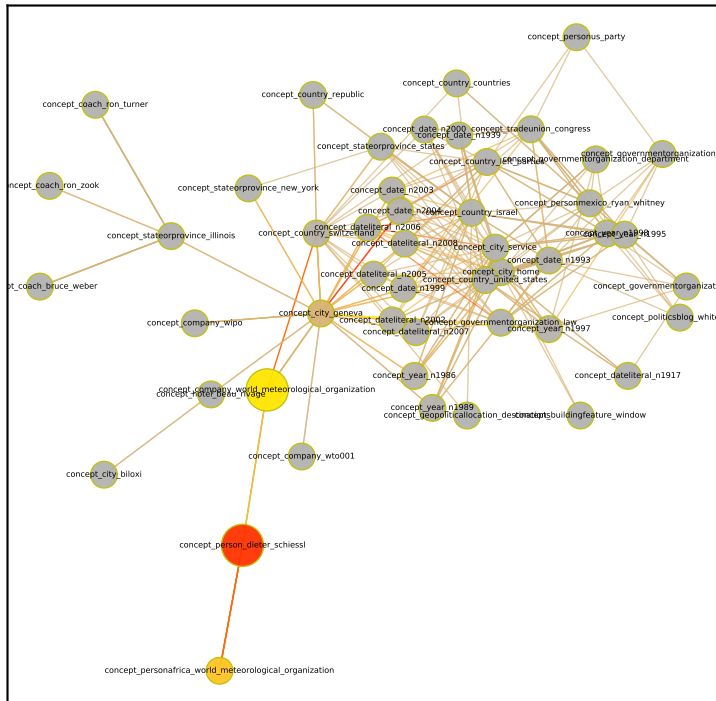 concept_personus_party
concept_country_countries
concept_country_republic
concept_coach_ron_turner
concept_date_n2000
concept_tradeunion_congress
concept_date_n1939
concept_stateorprovince_states
concept_governmentorganization_department
concept_country_left_parties
concept_coach_ron_zook
concept_stateorprovince_new_york
concept_date_n2003
concept_personmexico_ryan_whitney
concept_date_n2004
concept_country_israel
concept_dateliteral_n2006
concept_stateorprovince_illinois
concept_country_switzerland
concept_year_n1995
concept_dateliteral_n2008
concept_city_service
concept_date_n1993
concept_city_home
concept_dateliteral_n2005
concept_country_united_states
concept_coach_bruce_weber
concept_date_n1999
concept_governmentorganizat
concept_city_geneva
concept_politicsblog_white
concept_company_wipo
concept_dateliteral_n2002
concept_governmentorganization_law
concept_year_n1997
concept_dateliteral_n2007
concept_year_n1986
concept_dateliteral_n1917
concept_company_world_meteorological_organization
concept_hotel_beau_rivage
concept_year_n1989
concept_geopoliticallocation_destinations
concept_buildingfeature_window
concept_company_wto001
concept_city_biloxi
concept_person_dieter_schiessl
concept_personafrica_world_meteorological_organization